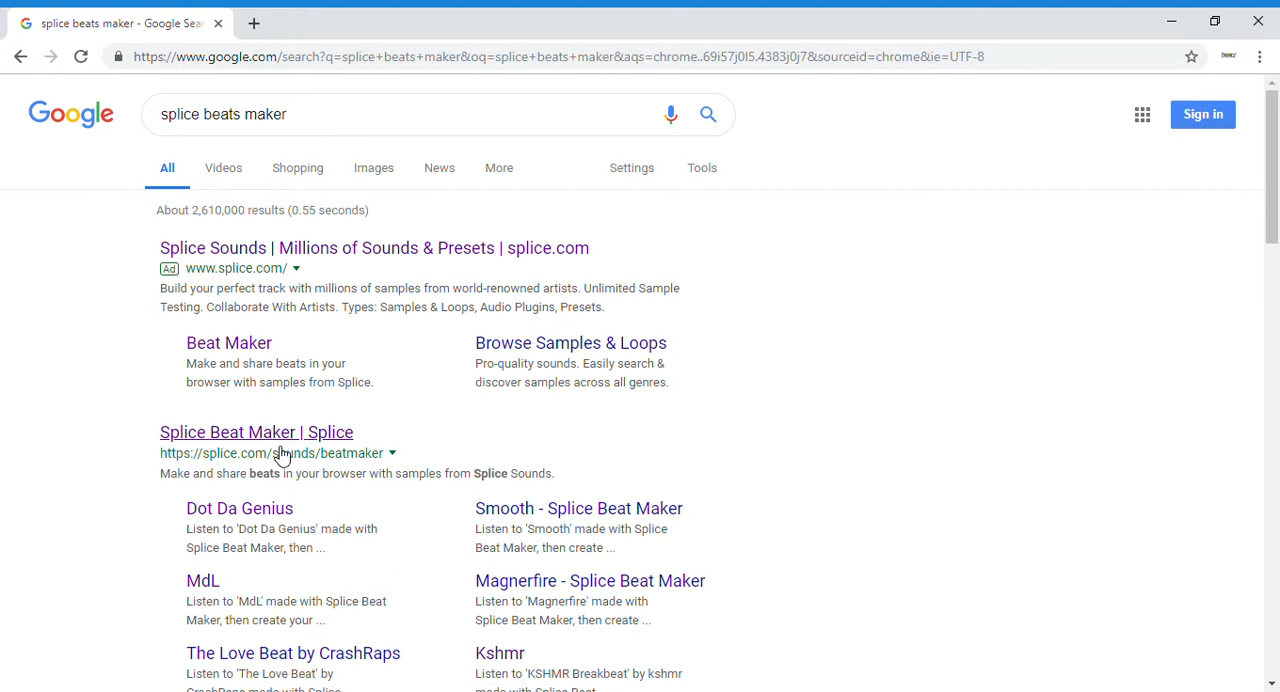 splice beats maker - Google Sear
https://www.google.com/search?q=splice+beats+maker&oq=splice+beats+maker&aqs=chrome..69i57j0l5.4383j0j7&sourceid=chrome&ie=UTF-8
Google
splice beats maker
Sign in
All Videos Shopping Images News More Settings Tools
About 2,610,000 results (0.55 seconds)
Splice Sounds | Millions of Sounds & Presets | splice.com
Ad www.splice.com/
Build your perfect track with millions of samples from world-renowned artists. Unlimited Sample
Testing. Collaborate With Artists. Types: Samples & Loops, Audio Plugins, Presets.
Beat Maker
Make and share beats in your
browser with samples from Splice.
Browse Samples & Loops
Pro-quality sounds. Easily search &
discover samples across all genres.
Splice Beat Maker | Splice
https://splice.com/sounds/beatmaker
Make and share beats in your browser with samples from Splice Sounds.
Dot Da Genius
Listen to 'Dot Da Genius' made with
Splice Beat Maker, then ...
Smooth - Splice Beat Maker
Listen to 'Smooth' made with Splice
Beat Maker, then create ...
MdL
Listen to 'MdL' made with Splice Beat
Maker, then create your ...
Magnerfire - Splice Beat Maker
Listen to 'Magnerfire' made with
Splice Beat Maker, then create ...
The Love Beat by CrashRaps
Listen to 'The Love Beat' by
CrashRaps made with Splice
Kshmr
Listen to 'KSHMR Breakbeat' by kshmr
made with Splice Beat